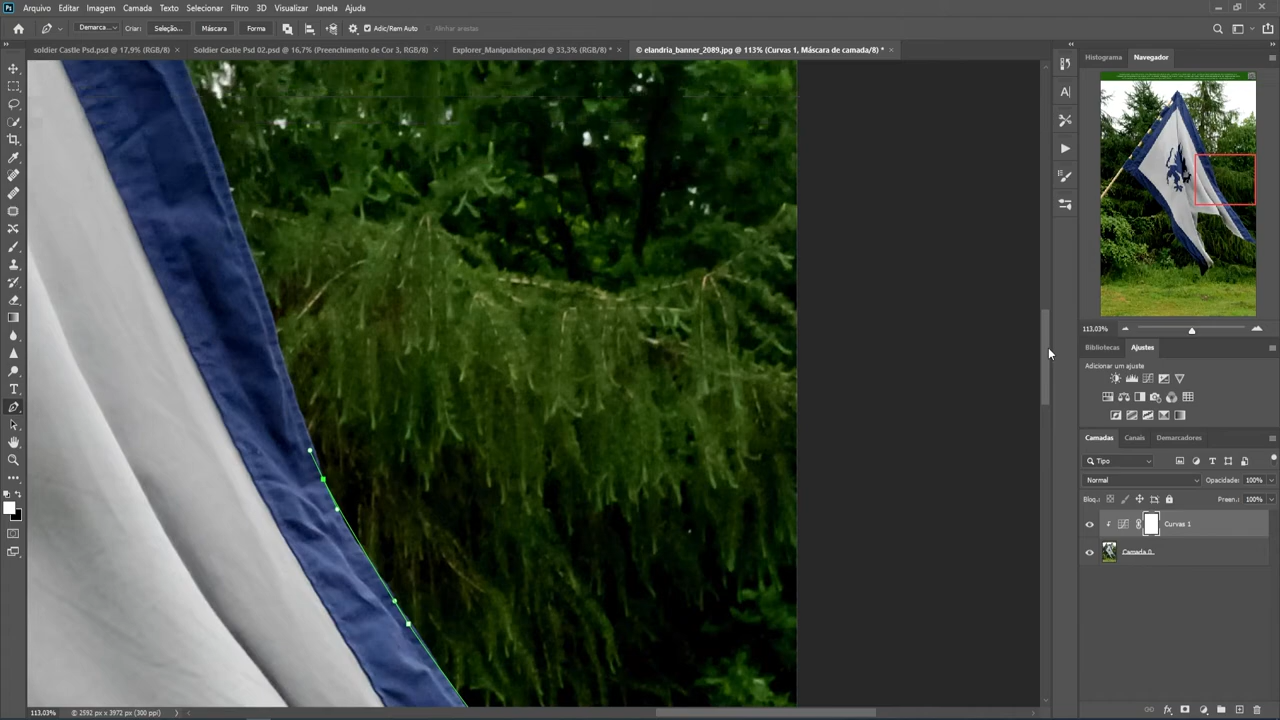 Arquivo Editar Imagem Camada Texto Selecionar Filtro 3D Visualizar Janela Ajuda
Demarca... Criar: Seleção... Máscara Forma Adic/Rem Auto Alinhar arestas
soldier Castle Psd.psd @ 17,9% (RGB/8) × Soldier Castle Psd 02.psd @ 16,7% (Preenchimento de Cor 3, RGB/8) × Explorer_Manipulation.psd @ 33,3% (RGB/8) * × © elandria_banner_2089.jpg @ 113% (Curvas 1, Máscara de camada/8) * ×
Histograma Navegador
113,03%
Bibliotecas Ajustes
Adicionar um ajuste
Camadas Canais Demarcadores
Tipo
Normal Opacidade: 100%
Bloq.: Preen.: 100%
Curvas 1
Camada 0
113,03% © 2592 px x 3972 px (300 ppi)